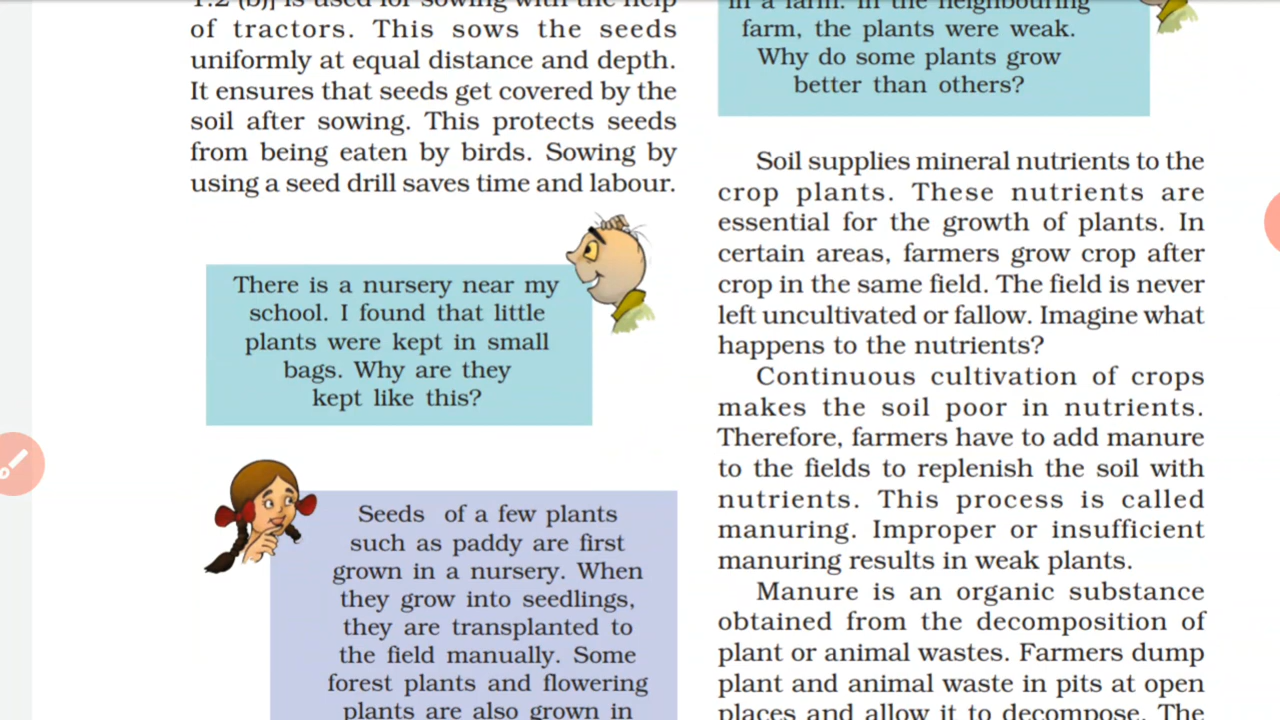 of tractors. This sows the seeds
uniformly at equal distance and depth.
It ensures that seeds get covered by the
soil after sowing. This protects seeds
from being eaten by birds. Sowing by
using a seed drill saves time and labour.
There is a nursery near my
school. I found that little
plants were kept in small
bags. Why are they
kept like this?
Seeds of a few plants
such as paddy are first
grown in a nursery. When
they grow into seedlings,
they are transplanted to
the field manually. Some
forest plants and flowering
plants are also grown in
in a farm. In the neighbouring
farm, the plants were weak.
Why do some plants grow
better than others?
Soil supplies mineral nutrients to the
crop plants. These nutrients are
essential for the growth of plants. In
certain areas, farmers grow crop after
crop in the same field. The field is never
left uncultivated or fallow. Imagine what
happens to the nutrients?
Continuous cultivation of crops
makes the soil poor in nutrients.
Therefore, farmers have to add manure
to the fields to replenish the soil with
nutrients. This process is called
manuring. Improper or insufficient
manuring results in weak plants.
Manure is an organic substance
obtained from the decomposition of
plant or animal wastes. Farmers dump
plant and animal waste in pits at open
places and allow it to decompose. The